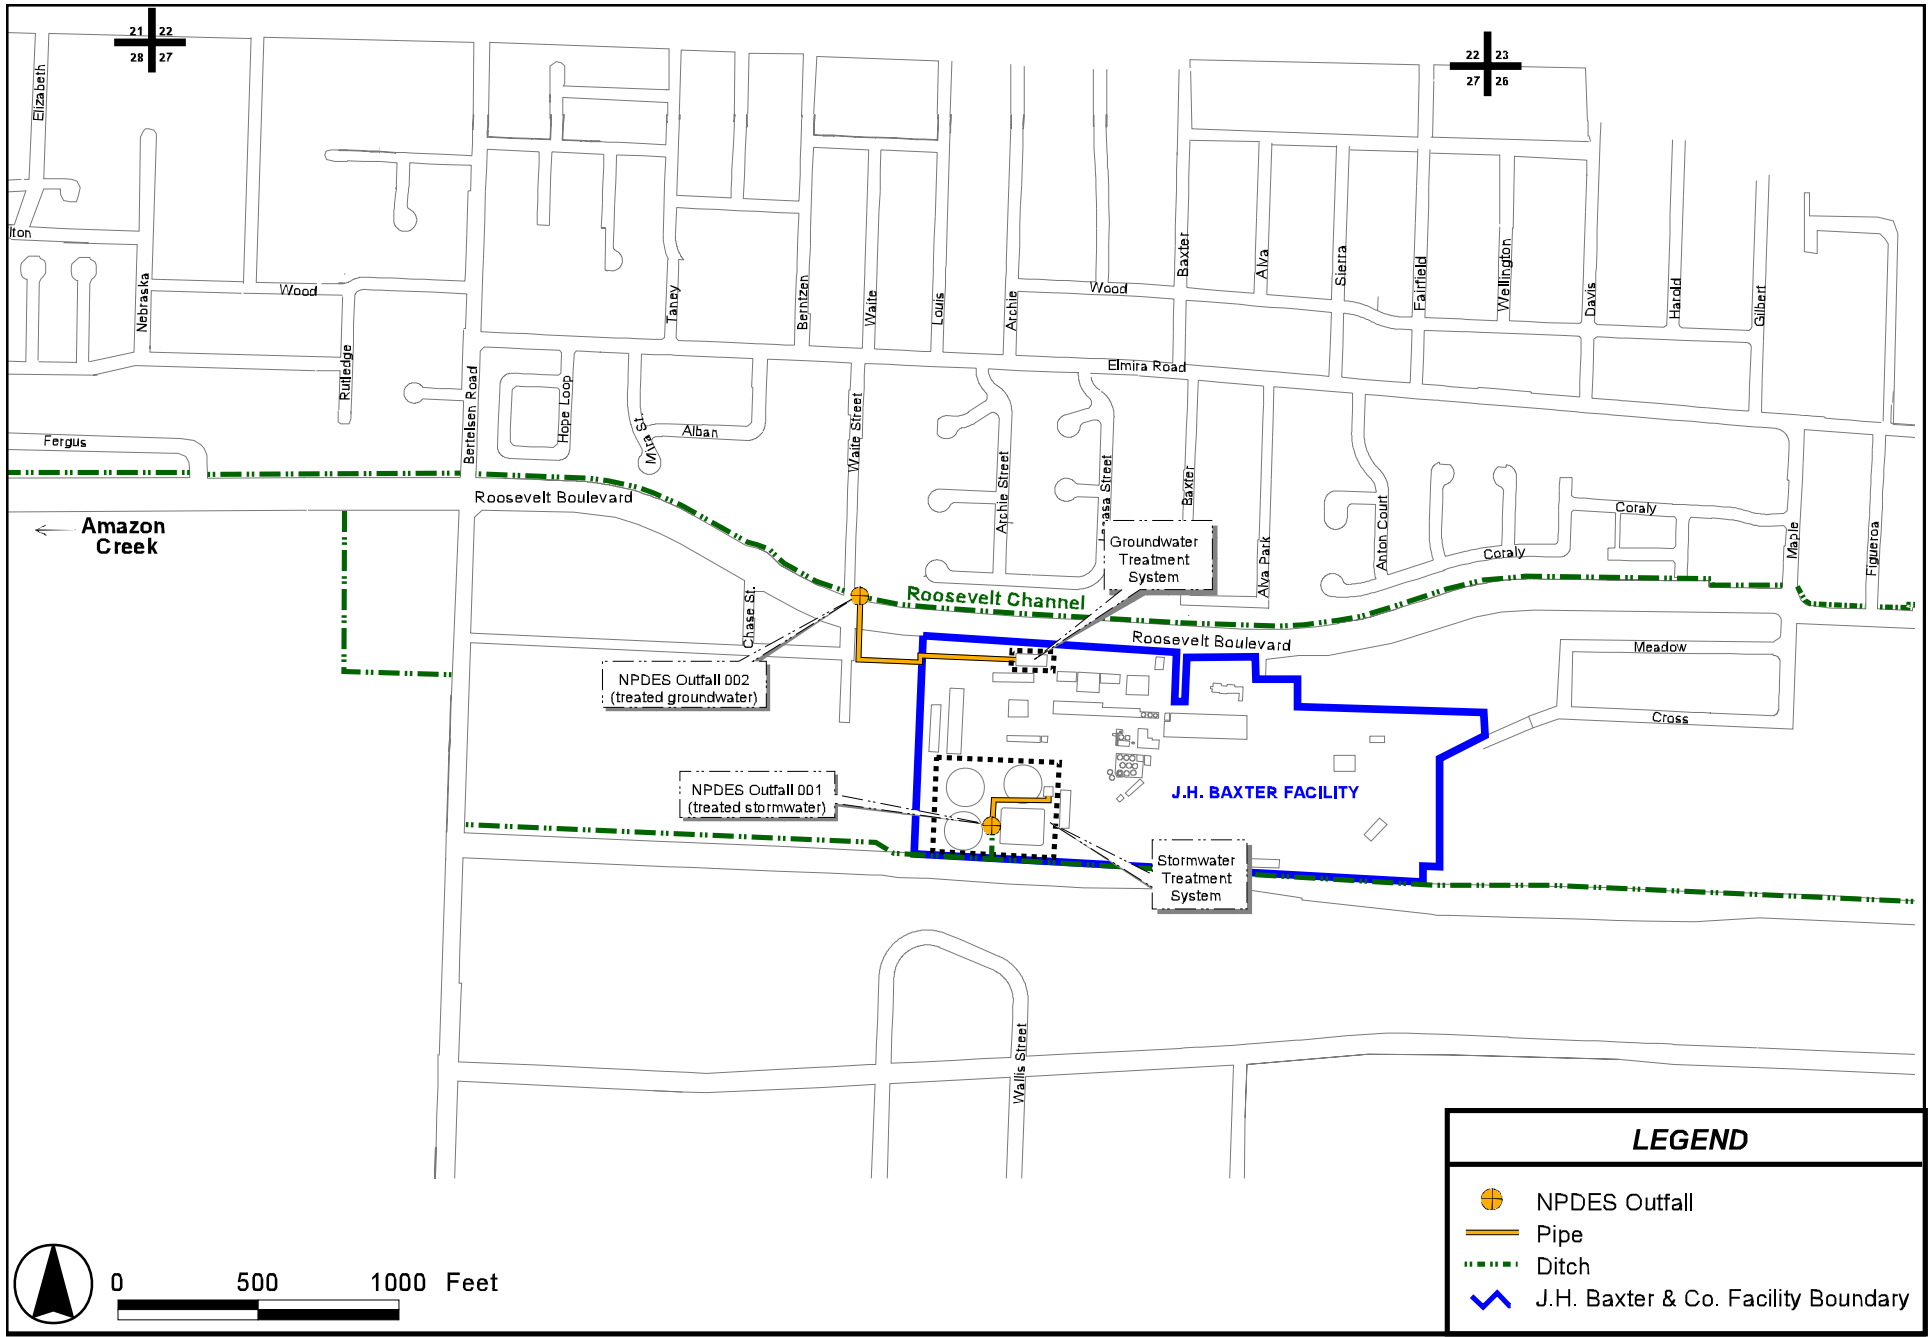 21 22
28 27
22 23
27 26
Elizabeth
lton
Nebraska
Wood
Rutledge
Bertelsen Road
Hope Loop
Mira St.
Alban
Taney
Berntzen
Waite
Louis
Archie
Wood
Baxter
Alva
Sierra
Fairfield
Wellington
Davis
Harold
Gilbert
Elmira Road
Fergus
Waite Street
Archie Street
asa Street
Baxter
Alva Park
Anton Court
Coraly
Coraly
Maple
Figueroa
Roosevelt Boulevard
Amazon
Creek
Groundwater
Treatment
System
Chase St.
Roosevelt Channel
Roosevelt Boulevard
Meadow
Cross
NPDES Outfall 002
(treated groundwater)
NPDES Outfall 001
(treated stormwater)
J.H. BAXTER FACILITY
Stormwater
Treatment
System
Wallis Street
0 500 1000 Feet
LEGEND
NPDES Outfall
Pipe
Ditch
J.H. Baxter & Co. Facility Boundary